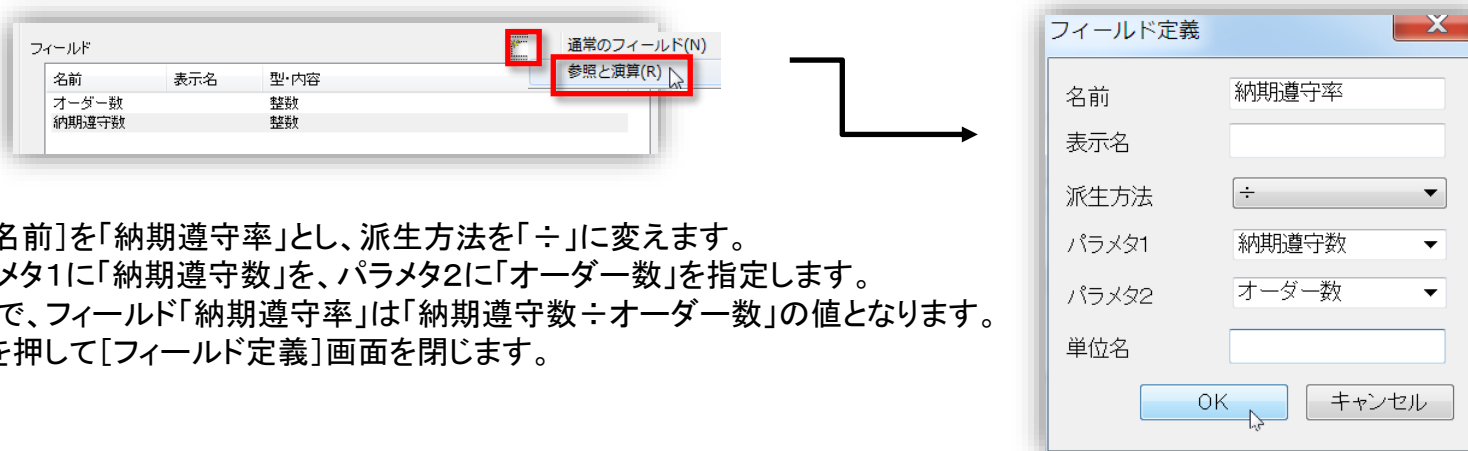 フィールド
通常のフィールド(N)
参照と演算(R)
名前 表示名 型・内容
オーダー数 整数
納期遵守数 整数
名前]を「納期遵守率」とし、派生方法を「÷」に変えます。
メタ1に「納期遵守数」を、パラメタ2に「オーダー数」を指定します。
で、フィールド「納期遵守率」は「納期遵守数÷オーダー数」の値となります。
を押して[フィールド定義]画面を閉じます。
フィールド定義
名前 納期遵守率
表示名
派生方法 ÷
パラメタ1 納期遵守数
パラメタ2 オーダー数
単位名
OK キャンセル